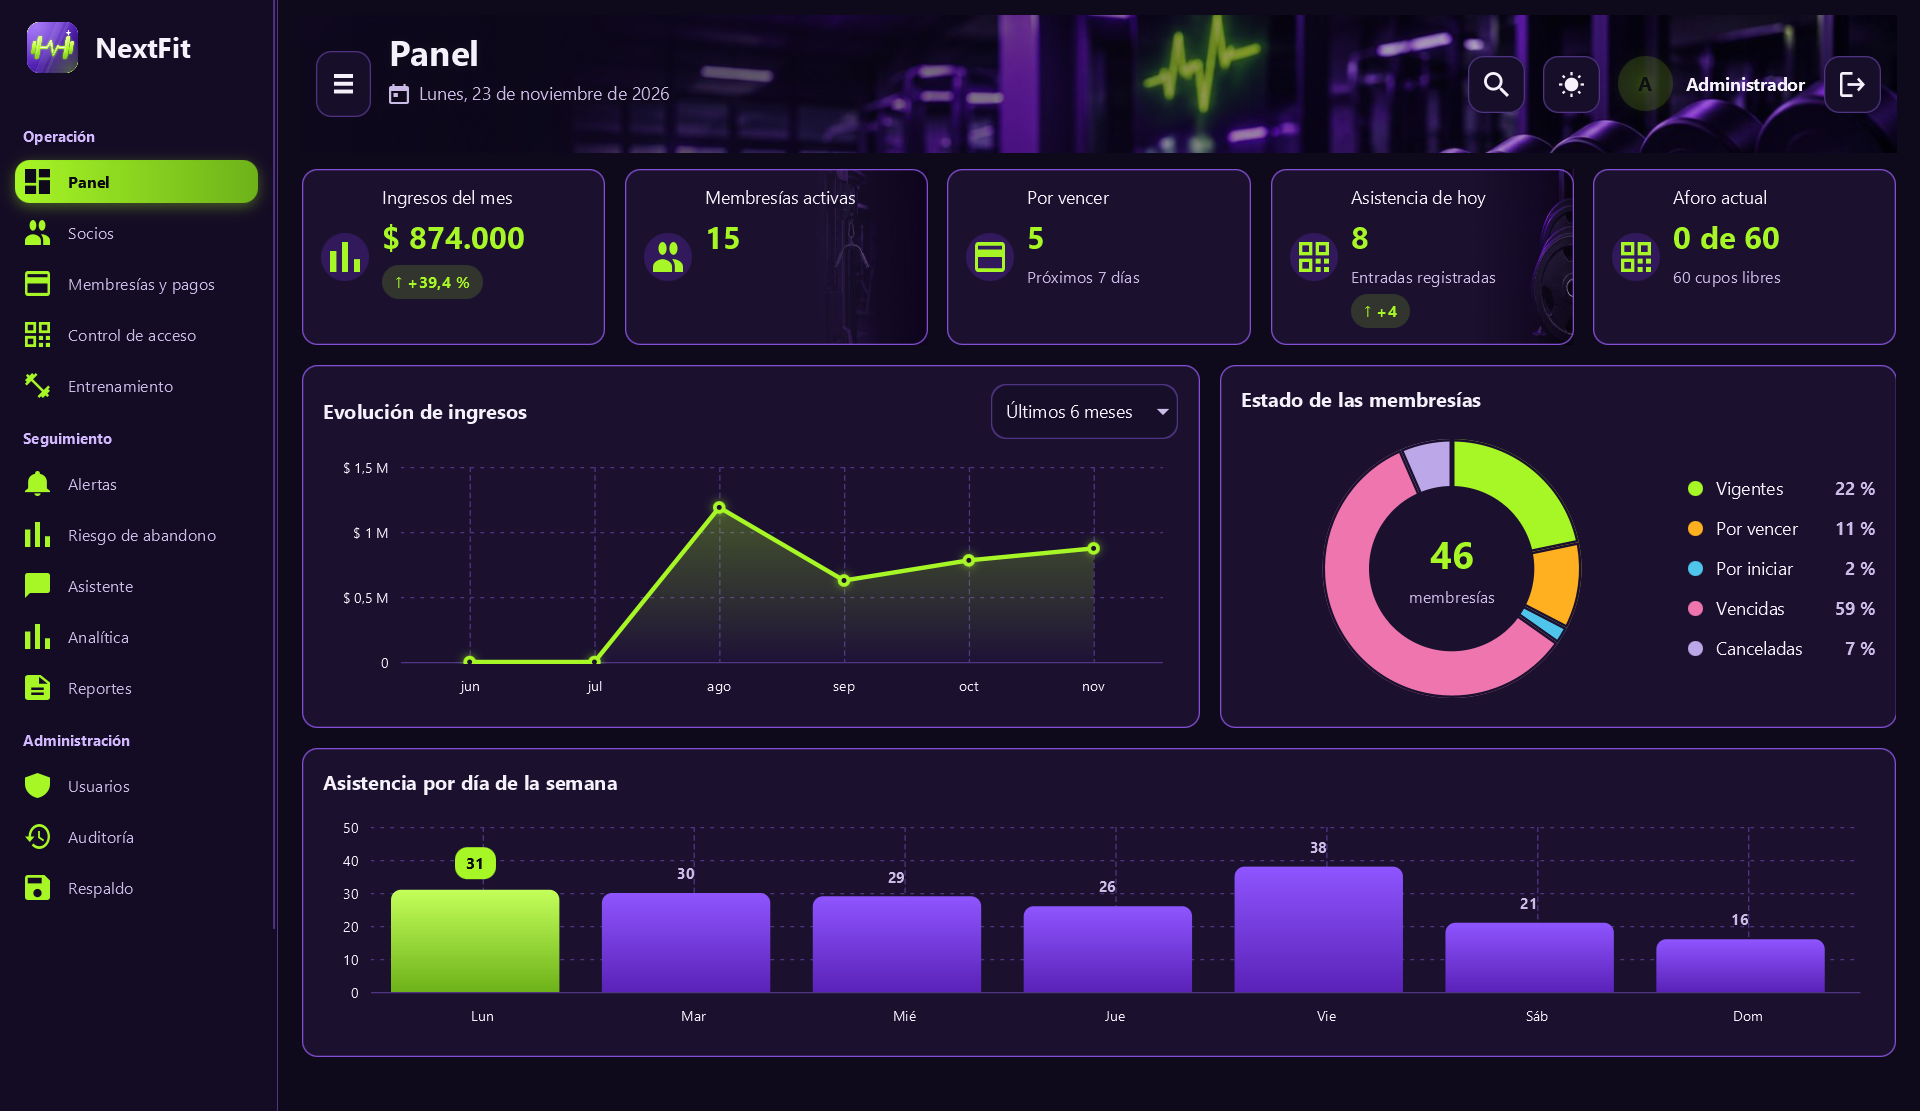 NextFit
Operación
Panel
Socios
Membresías y pagos
Control de acceso
Entrenamiento
Seguimiento
Alertas
Riesgo de abandono
Asistente
Analítica
Reportes
Administración
Usuarios
Auditoría
Respaldo
Panel
Lunes, 23 de noviembre de 2026
A
Administrador
Ingresos del mes
$ 874.000
↑ +39,4 %
Membresías activas
15
Por vencer
5
Próximos 7 días
Asistencia de hoy
8
Entradas registradas
↑ +4
Aforo actual
0 de 60
60 cupos libres
Evolución de ingresos
Últimos 6 meses
$ 1,5 M
$ 1 M
$ 0,5 M
0
jun jul ago sep oct nov
Estado de las membresías
46
membresías
Vigentes 22 %
Por vencer 11 %
Por iniciar 2 %
Vencidas 59 %
Canceladas 7 %
Asistencia por día de la semana
50
40
30
20
10
0
31 30 29 26 38 21 16
Lun Mar Mié Jue Vie Sáb Dom